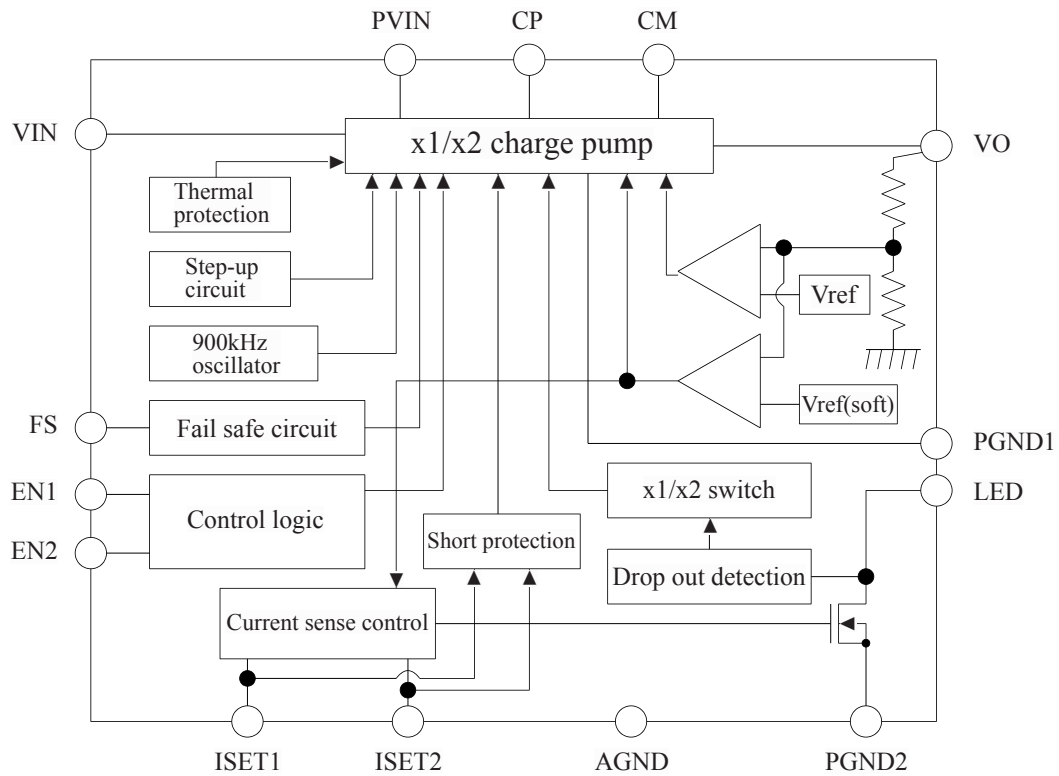 PVIN
CP
CM
VIN
x1/x2 charge pump
VO
Thermal
protection
Step-up
circuit
Vref
900kHz
oscillator
Vref(soft)
FS
Fail safe circuit
PGND1
EN1
x1/x2 switch
LED
Control logic
EN2
Short protection
Drop out detection
Current sense control
ISET1
ISET2
AGND
PGND2